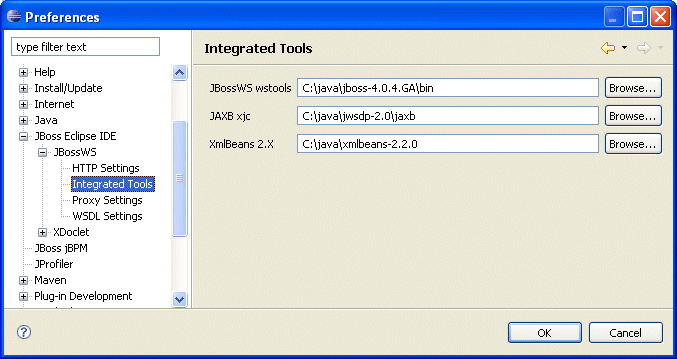 Preferences
type filter text
Help
Install/Update
Internet
Java
JBoss Eclipse IDE
JBossWS
HTTP Settings
Integrated Tools
Proxy Settings
WSDL Settings
XDoclet
JBoss jBPM
JProfiler
Maven
Plug-in Development
Integrated Tools
JBossWS wstools C:\java\jboss-4.0.4.GA\bin Browse...
JAXB xjc C:\java\jwsdp-2.0\jaxb Browse...
XmlBeans 2.X C:\java\xmlbeans-2.2.0 Browse...
? OK Cancel